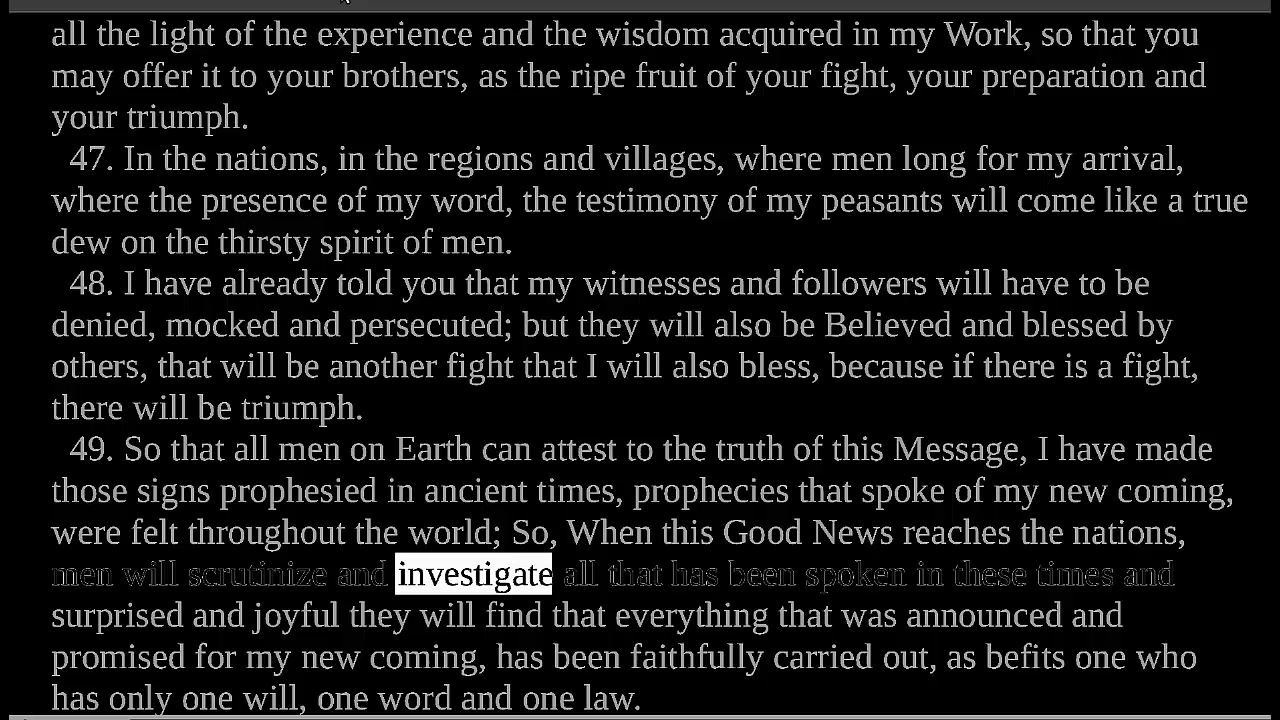 all the light of the experience and the wisdom acquired in my Work, so that you
may offer it to your brothers, as the ripe fruit of your fight, your preparation and
your triumph.
47. In the nations, in the regions and villages, where men long for my arrival,
where the presence of my word, the testimony of my peasants will come like a true
dew on the thirsty spirit of men.
48. I have already told you that my witnesses and followers will have to be
denied, mocked and persecuted; but they will also be Believed and blessed by
others, that will be another fight that I will also bless, because if there is a fight,
there will be triumph.
49. So that all men on Earth can attest to the truth of this Message, I have made
those signs prophesied in ancient times, prophecies that spoke of my new coming,
were felt throughout the world; So, When this Good News reaches the nations,
men will scrutinize and investigate all that has been spoken in these times and
surprised and joyful they will find that everything that was announced and
promised for my new coming, has been faithfully carried out, as befits one who
has only one will, one word and one law.